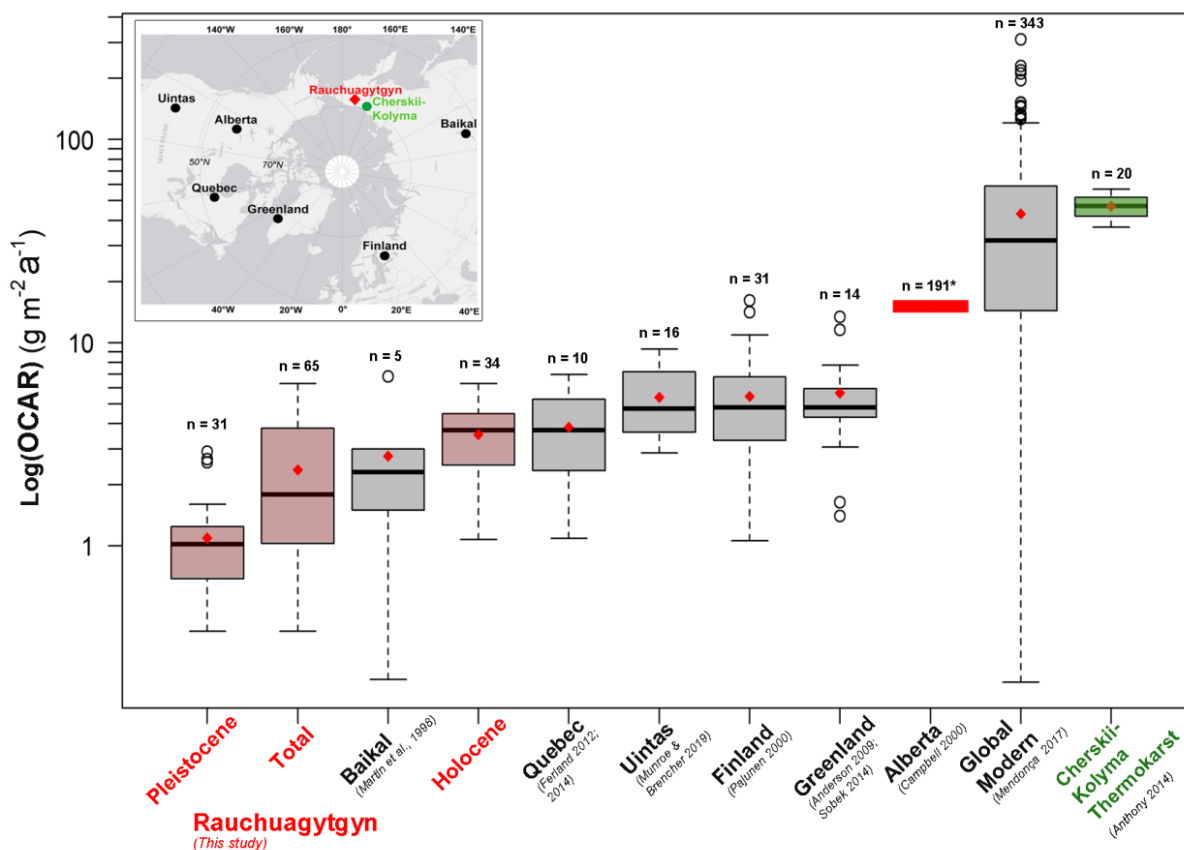 140°W
160°W
180°
160°E
140°E
Uintas
Rauchuagytgyn
Cherskii-
Kolyma
Alberta
Baikal
50°N
70°N
UNITED STATES
Quebec
Greenland
Finland
40°W
20°W
0°
20°E
40°E
Log(OCAR) (g m⁻² a⁻¹)
100
10
1
n = 31
n = 65
n = 5
n = 34
n = 10
n = 16
n = 31
n = 14
n = 191*
n = 343
n = 20
Pleistocene
Total
Rauchuagytgyn
(This study)
Baikal
(Martin et al., 1998)
Holocene
Quebec
(Ferland 2012;
2014)
Uintas
(Munroe &
Brencher 2019)
Finland
(Pajunen 2000)
Greenland
(Anderson 2009;
Sobek 2014)
Alberta
(Campbell 2000)
Global
Modern
(Mendonça 2017)
Cherskii-
Kolyma
Thermokarst
(Anthony 2014)